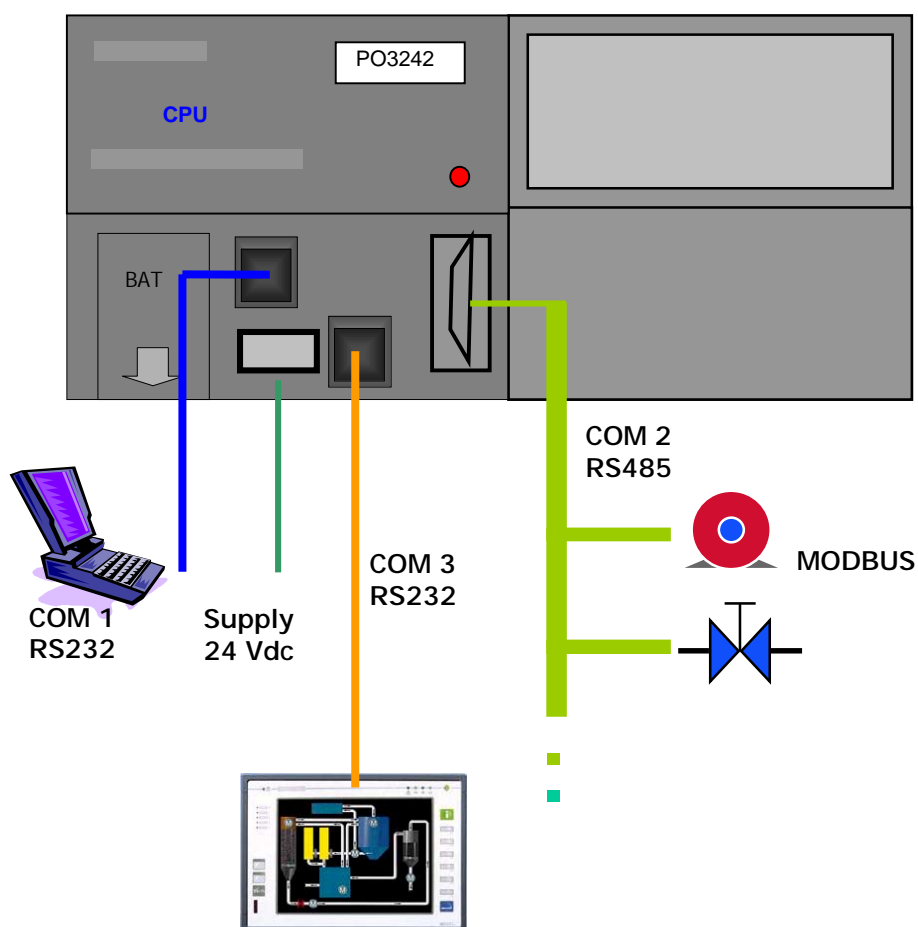 PO3242
CPU
BAT
COM 2
RS485
MODBUS
COM 3
RS232
COM 1
RS232
Supply
24 Vdc